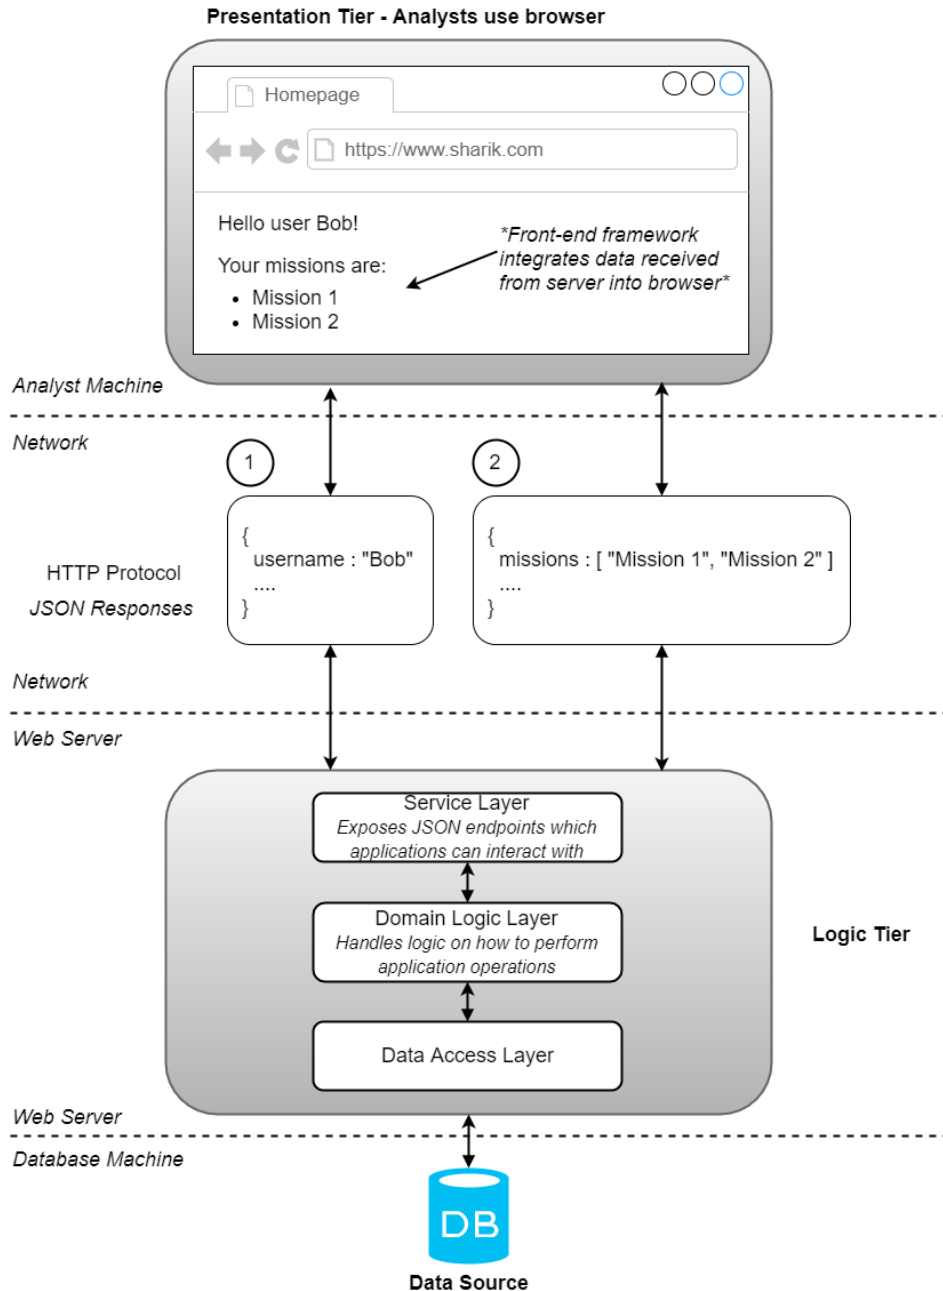 Presentation Tier - Analysts use browser
Homepage
https://www.sharik.com
Hello user Bob!
*Front-end framework
integrates data received
from server into browser*
Your missions are:
• Mission 1
• Mission 2
Analyst Machine
Network
1
2
{
username : "Bob"
....
}
{
missions : [ "Mission 1", "Mission 2" ]
....
}
HTTP Protocol
JSON Responses
Network
Web Server
Service Layer
Exposes JSON endpoints which
applications can interact with
Domain Logic Layer
Handles logic on how to perform
application operations
Logic Tier
Data Access Layer
Web Server
Database Machine
DB
Data Source